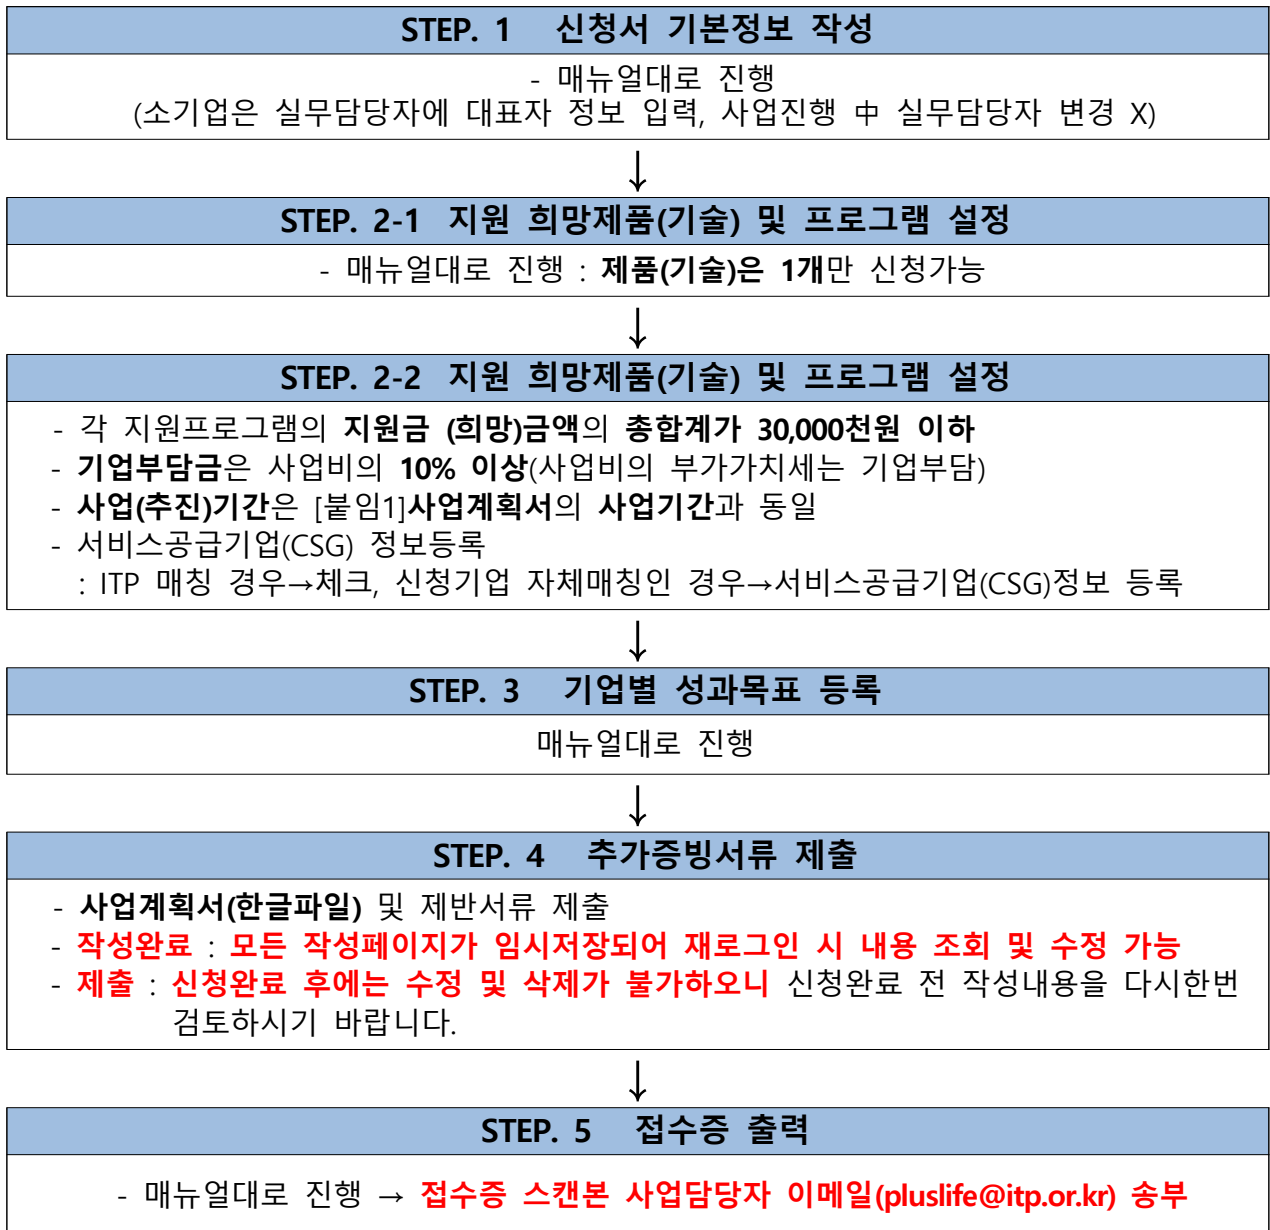 STEP. 1 신청서 기본정보 작성
- 매뉴얼대로 진행
(소기업은 실무담당자에 대표자 정보 입력, 사업진행 中 실무담당자 변경 X)
↓
STEP. 2-1 지원 희망제품(기술) 및 프로그램 설정
- 매뉴얼대로 진행 : 제품(기술)은 1개만 신청가능
↓
STEP. 2-2 지원 희망제품(기술) 및 프로그램 설정
- 각 지원프로그램의 지원금 (희망)금액의 총합계가 30,000천원 이하
- 기업부담금은 사업비의 10% 이상(사업비의 부가가치세는 기업부담)
- 사업(추진)기간은 [붙임1]사업계획서의 사업기간과 동일
- 서비스공급기업(CSG) 정보등록
: ITP 매칭 경우→체크, 신청기업 자체매칭인 경우→서비스공급기업(CSG)정보 등록
↓
STEP. 3 기업별 성과목표 등록
매뉴얼대로 진행
↓
STEP. 4 추가증빙서류 제출
- 사업계획서(한글파일) 및 제반서류 제출
- 작성완료 : 모든 작성페이지가 임시저장되어 재로그인 시 내용 조회 및 수정 가능
- 제출 : 신청완료 후에는 수정 및 삭제가 불가하오니 신청완료 전 작성내용을 다시한번
검토하시기 바랍니다.
↓
STEP. 5 접수증 출력
- 매뉴얼대로 진행 → 접수증 스캔본 사업담당자 이메일(pluslife@itp.or.kr) 송부